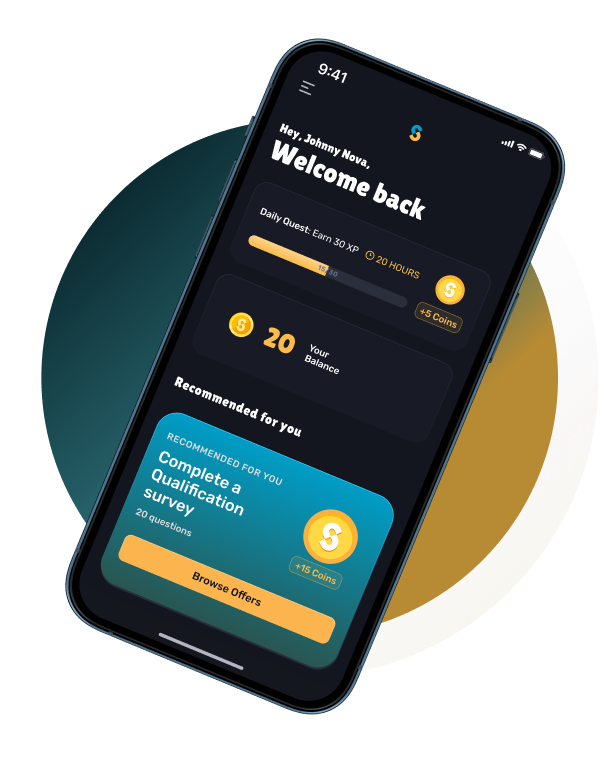 9:41
Hey, Johnny Nova,
Welcome back
Daily Quest: Earn 30 XP 20 HOURS
15/30
+5 Coins
20 Your
Balance
Recommended for you
RECOMMENDED FOR YOU
Complete a
Qualification
survey
20 questions
+15 Coins
Browse Offers